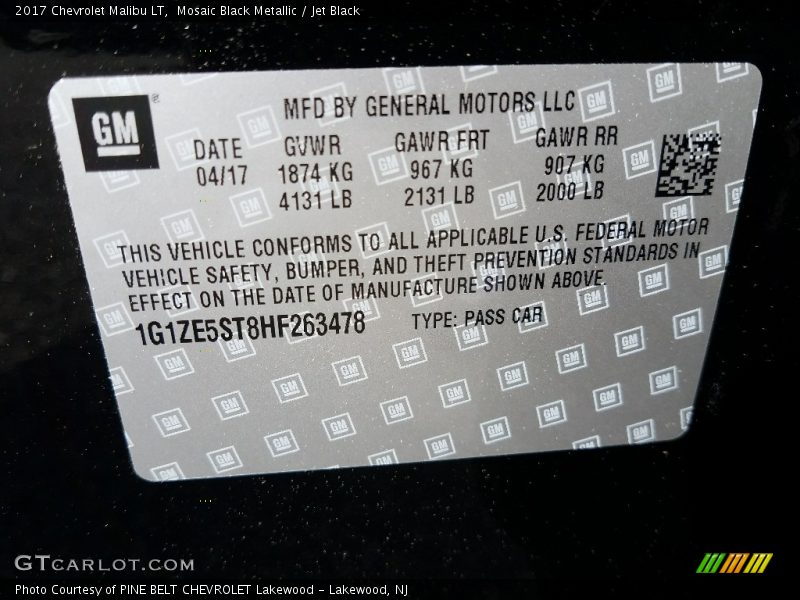 2017 Chevrolet Malibu LT, Mosaic Black Metallic / Jet Black
GM®
MFD BY GENERAL MOTORS LLC
DATE GVWR GAWR FRT GAWR RR
04/17 1874 KG 967 KG 907 KG
4131 LB 2131 LB 2000 LB
THIS VEHICLE CONFORMS TO ALL APPLICABLE U.S. FEDERAL MOTOR
VEHICLE SAFETY, BUMPER, AND THEFT PREVENTION STANDARDS IN
EFFECT ON THE DATE OF MANUFACTURE SHOWN ABOVE.
1G1ZE5ST8HF263478 TYPE: PASS CAR
GTCARLOT.COM
Photo Courtesy of PINE BELT CHEVROLET Lakewood - Lakewood, NJ